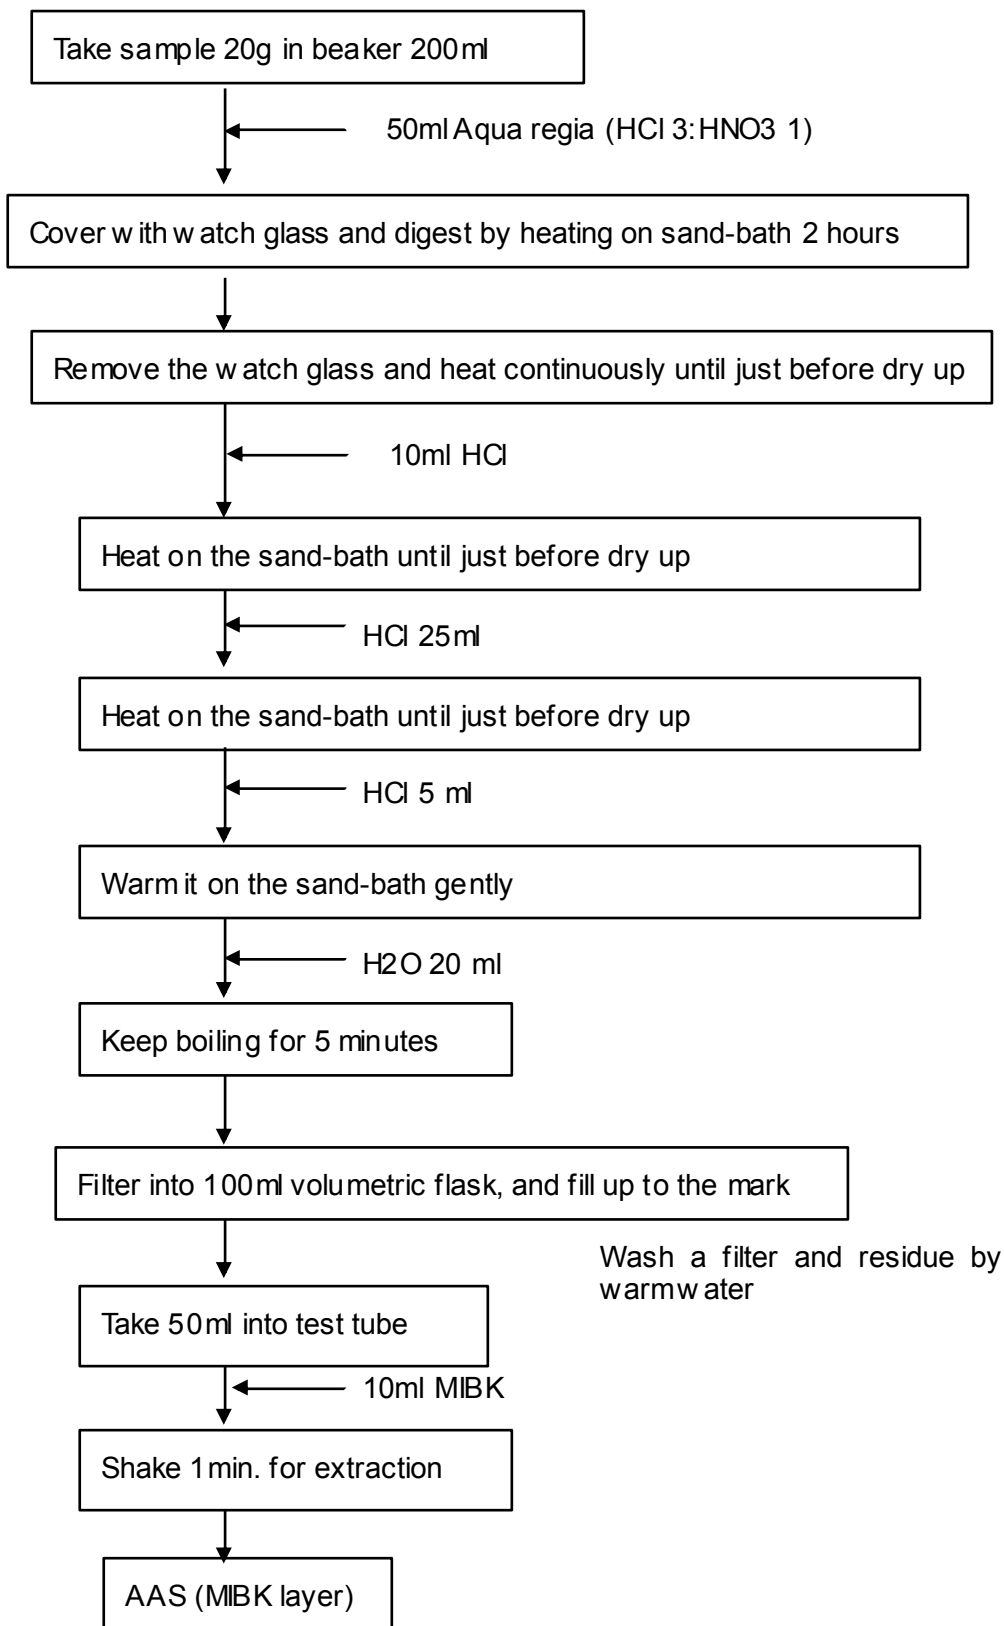 Take sample 20g in beaker 200ml
50ml Aqua regia (HCl 3:HNO3 1)
Cover with watch glass and digest by heating on sand-bath 2 hours
Remove the watch glass and heat continuously until just before dry up
10ml HCl
Heat on the sand-bath until just before dry up
HCl 25ml
Heat on the sand-bath until just before dry up
HCl 5 ml
Warm it on the sand-bath gently
H2O 20 ml
Keep boiling for 5 minutes
Filter into 100ml volumetric flask, and fill up to the mark
Wash a filter and residue by
warmwater
Take 50ml into test tube
10ml MIBK
Shake 1min. for extraction
AAS (MIBK layer)